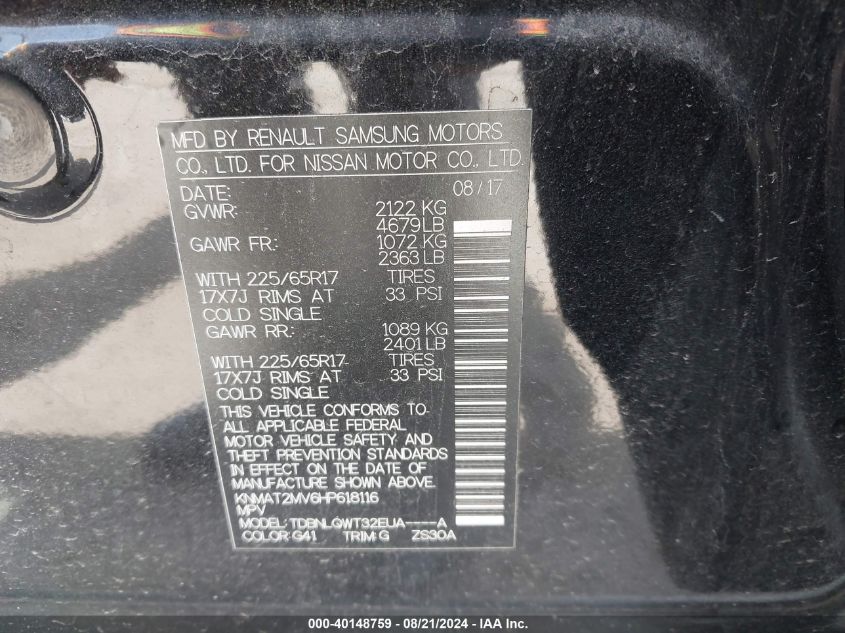 MFD BY RENAULT SAMSUNG MOTORS
CO., LTD. FOR NISSAN MOTOR CO., LTD.
DATE: 08/17
GVWR: 2122 KG
4679LB
GAWR FR: 1072 KG
2363 LB
WITH 225/65R17 TIRES
17X7J RIMS AT 33 PSI
COLD SINGLE
GAWR RR: 1089 KG
2401 LB
WITH 225/65R17 TIRES
17X7J RIMS AT 33 PSI
COLD SINGLE
THIS VEHICLE CONFORMS TO
ALL APPLICABLE FEDERAL
MOTOR VEHICLE SAFETY AND
THEFT PREVENTION STANDARDS
IN EFFECT ON THE DATE OF
MANUFACTURE SHOWN ABOVE.
KNMAT2MV6HP618116
MPV
MODEL: TDBNLQWT32EUA----A
COLOR:G41 TRIM:G ZS30A
000-40148759 - 08/21/2024 - IAA Inc.